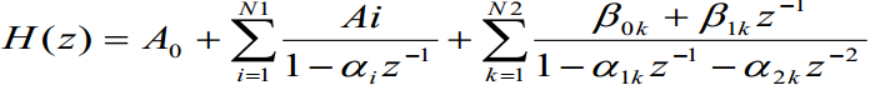 H(z) = A_0 + \sum_{i=1}^{N1} \frac{Ai}{1 - \alpha_i z^{-1}} + \sum_{k=1}^{N2} \frac{\beta_{0k} + \beta_{1k} z^{-1}}{1 - \alpha_{1k} z^{-1} - \alpha_{2k} z^{-2}}